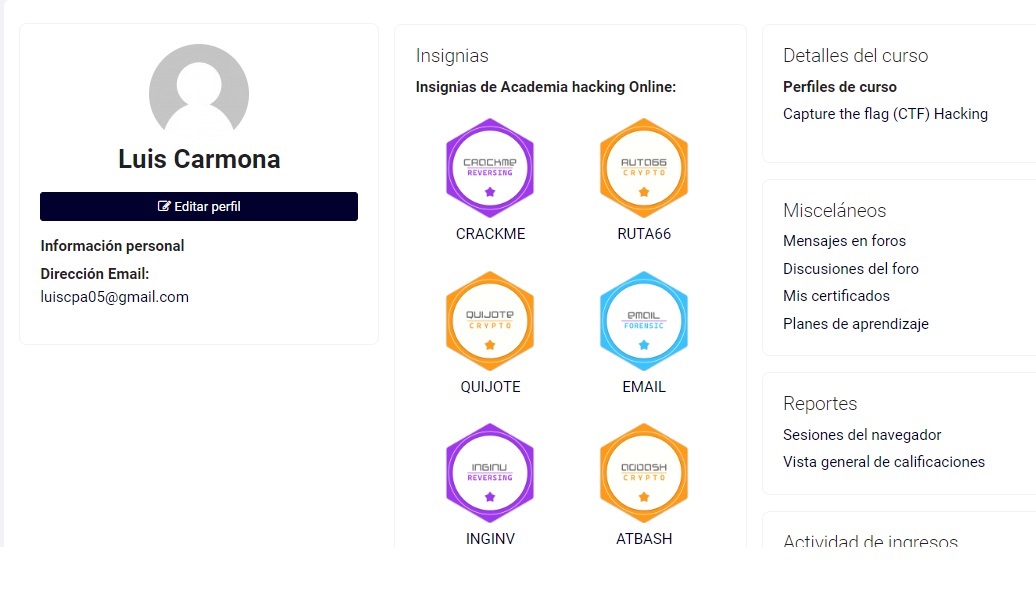 Luis Carmona
Editar perfil
Información personal
Dirección Email:
luiscpa05@gmail.com
Insignias
Insignias de Academia hacking Online:
CRACKME
REVERSING
CRACKME
RUTA66
CRYPTO
RUTA66
QUIJOTE
CRYPTO
QUIJOTE
EMAIL
FORENSIC
EMAIL
INGINV
REVERSING
INGINV
CRYPTO
ATBASH
Detalles del curso
Perfiles de curso
Capture the flag (CTF) Hacking
Misceláneos
Mensajes en foros
Discusiones del foro
Mis certificados
Planes de aprendizaje
Reportes
Sesiones del navegador
Vista general de calificaciones
Actividad de ingresos